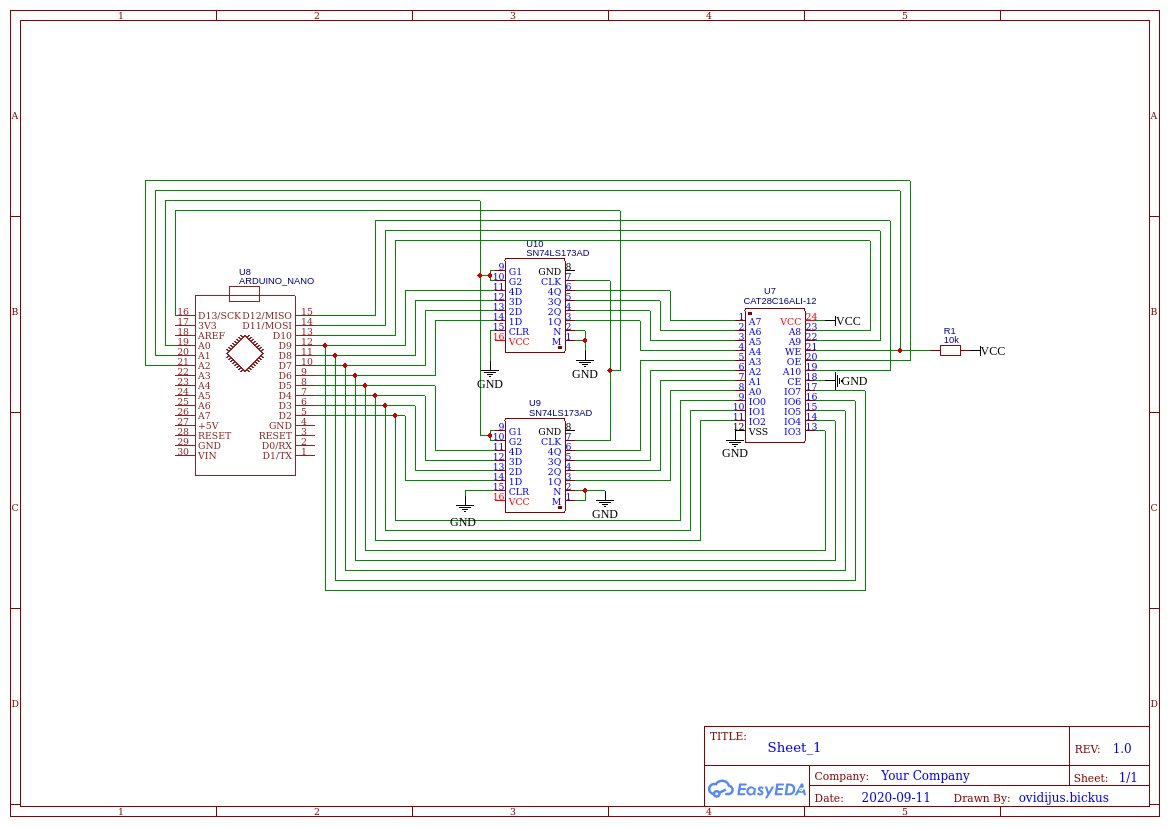 1 2 3 4 5
A A
B B
C C
D D
1 2 3 4 5
U8
ARDUINO_NANO
16 D13/SCK D12/MISO 15
17 3V3 D11/MOSI 14
18 AREF D10 13
19 A0 D9 12
20 A1 D8 11
21 A2 D7 10
22 A3 D6 9
23 A4 D5 8
24 A5 D4 7
25 A6 D3 6
26 A7 D2 5
27 +5V GND 4
28 RESET RESET 3
29 GND D0/RX 2
30 VIN D1/TX 1
U10
SN74LS173AD
9 G1 GND 8
10 G2 CLK 7
11 4D 4Q 6
12 3D 3Q 5
13 2D 2Q 4
14 1D 1Q 3
15 CLR N 2
16 VCC M 1
GND
GND
U9
SN74LS173AD
9 G1 GND 8
10 G2 CLK 7
11 4D 4Q 6
12 3D 3Q 5
13 2D 2Q 4
14 1D 1Q 3
15 CLR N 2
16 VCC M 1
GND
GND
U7
CAT28C16ALI-12
1 A7 VCC 24 VCC
2 A6 A8 23
3 A5 A9 22
4 A4 WE 21
5 A3 OE 20
6 A2 A10 19
7 A1 CE 18 GND
8 A0 IO7 17
9 IO0 IO6 16
10 IO1 IO5 15
11 IO2 IO4 14
12 VSS IO3 13
GND
R1
10k
VCC
TITLE:
Sheet_1
REV: 1.0
EasyEDA
Company: Your Company
Sheet: 1/1
Date: 2020-09-11 Drawn By: ovidijus.bickus